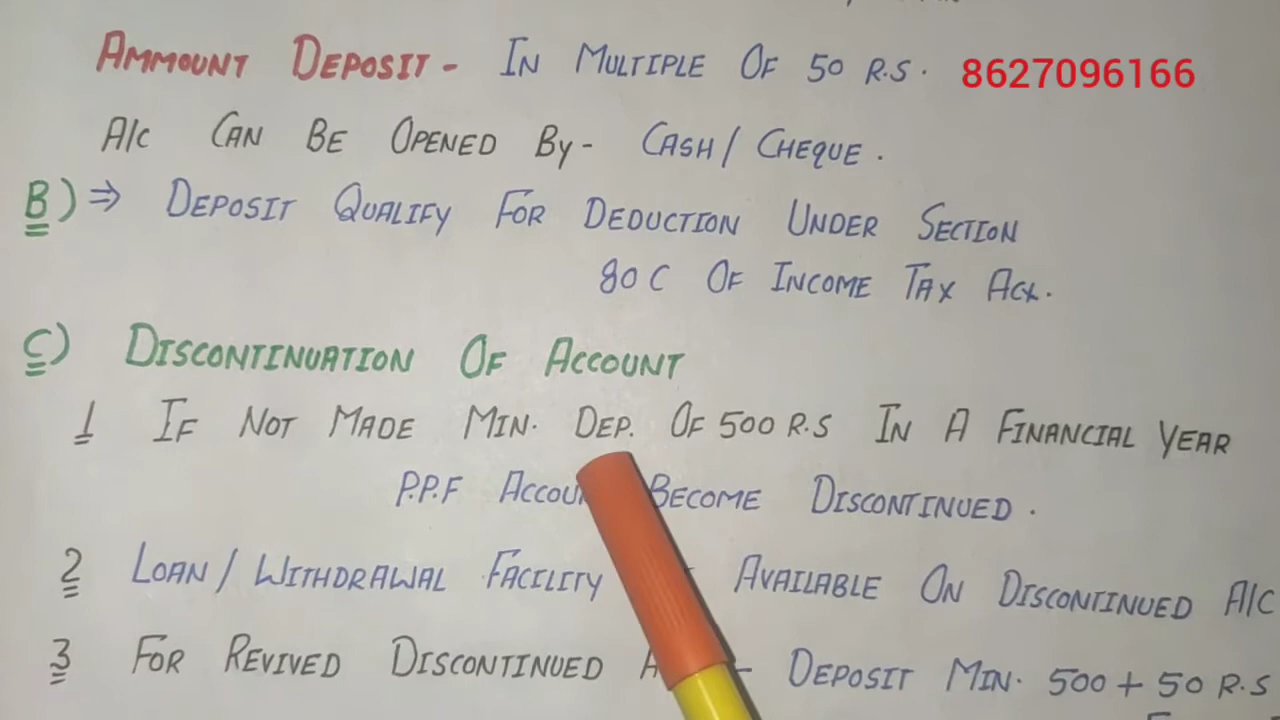 AMMOUNT DEPOSIT - IN MULTIPLE OF 50 R.S. 8627096166
A/C CAN BE OPENED BY - CASH / CHEQUE .
B) ⇒ DEPOSIT QUALIFY FOR DEDUCTION UNDER SECTION
80 C OF INCOME TAX ACT.
C) DISCONTINUATION OF ACCOUNT
1 IF NOT MADE MIN. DEP. OF 500 R.S IN A FINANCIAL YEAR
P.P.F BECOME DISCONTINUED .
2 LOAN / WITHDRAWAL FACILITY AVAILABLE ON DISCONTINUED A/C
3 FOR REVIVED DISCONTINUED - DEPOSIT MIN. 500 + 50 R.S